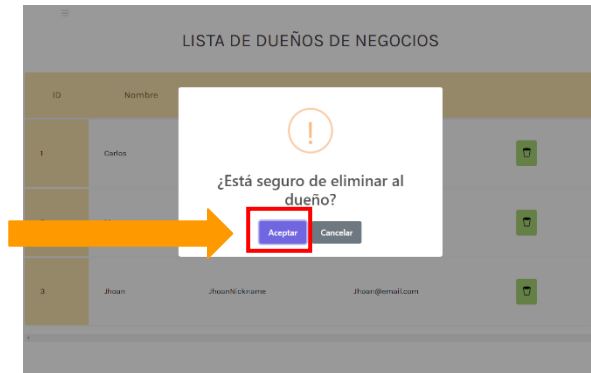 LISTA DE DUEÑOS DE NEGOCIOS
ID Nombre
!
1 Carlos
¿Está seguro de eliminar al
dueño?
Aceptar Cancelar
3 Jhoan JhoanNickname Jhoan@email.com